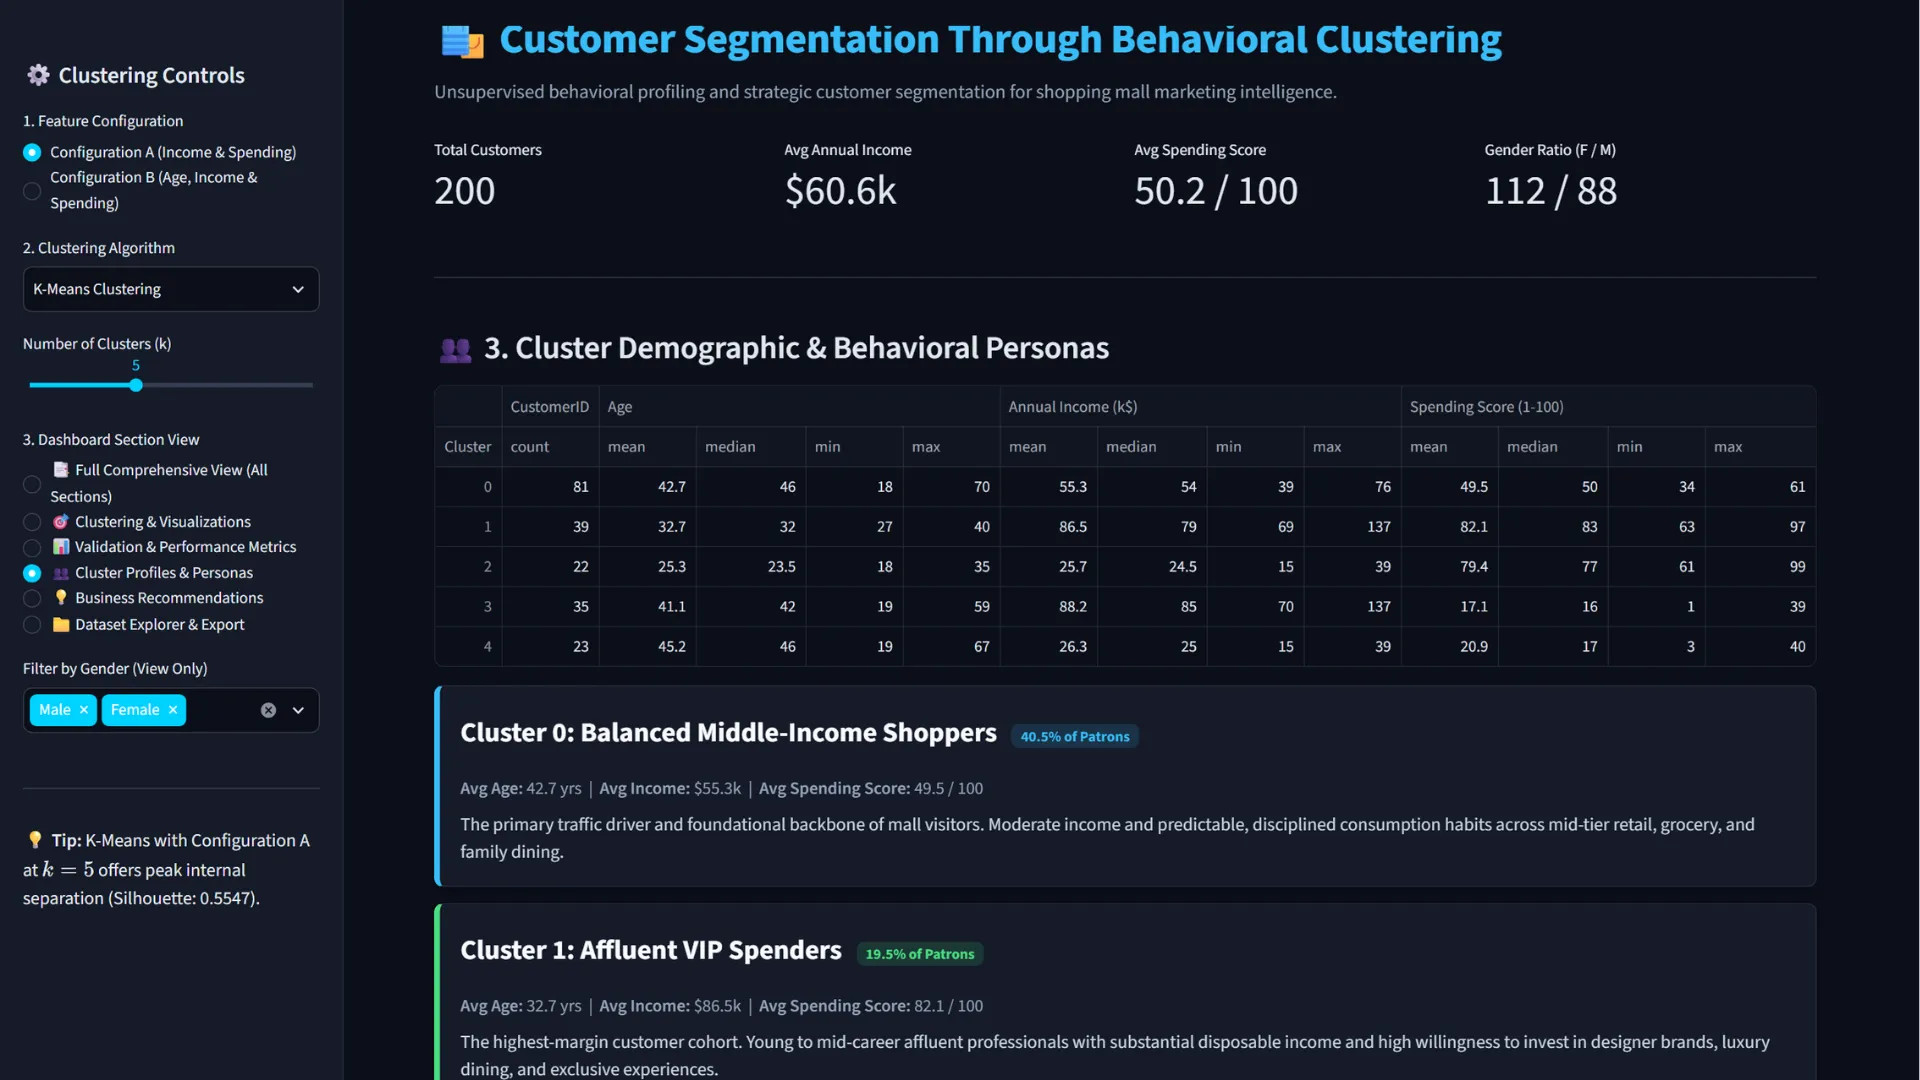 Clustering Controls
1. Feature Configuration
Configuration A (Income & Spending)
Configuration B (Age, Income &
Spending)
2. Clustering Algorithm
K-Means Clustering
Number of Clusters (k)
5
3. Dashboard Section View
Full Comprehensive View (All
Sections)
Clustering & Visualizations
Validation & Performance Metrics
Cluster Profiles & Personas
Business Recommendations
Dataset Explorer & Export
Filter by Gender (View Only)
Male × Female ×
Tip: K-Means with Configuration A
at k = 5 offers peak internal
separation (Silhouette: 0.5547).
Customer Segmentation Through Behavioral Clustering
Unsupervised behavioral profiling and strategic customer segmentation for shopping mall marketing intelligence.
Total Customers Avg Annual Income Avg Spending Score Gender Ratio (F / M)
200 $60.6k 50.2 / 100 112 / 88
3. Cluster Demographic & Behavioral Personas
CustomerID Age Annual Income (k$) Spending Score (1-100)
Cluster count mean median min max mean median min max mean median min max
0 81 42.7 46 18 70 55.3 54 39 76 49.5 50 34 61
1 39 32.7 32 27 40 86.5 79 69 137 82.1 83 63 97
2 22 25.3 23.5 18 35 25.7 24.5 15 39 79.4 77 61 99
3 35 41.1 42 19 59 88.2 85 70 137 17.1 16 1 39
4 23 45.2 46 19 67 26.3 25 15 39 20.9 17 3 40
Cluster 0: Balanced Middle-Income Shoppers 40.5% of Patrons
Avg Age: 42.7 yrs | Avg Income: $55.3k | Avg Spending Score: 49.5 / 100
The primary traffic driver and foundational backbone of mall visitors. Moderate income and predictable, disciplined consumption habits across mid-tier retail, grocery, and
family dining.
Cluster 1: Affluent VIP Spenders 19.5% of Patrons
Avg Age: 32.7 yrs | Avg Income: $86.5k | Avg Spending Score: 82.1 / 100
The highest-margin customer cohort. Young to mid-career affluent professionals with substantial disposable income and high willingness to invest in designer brands, luxury
dining, and exclusive experiences.